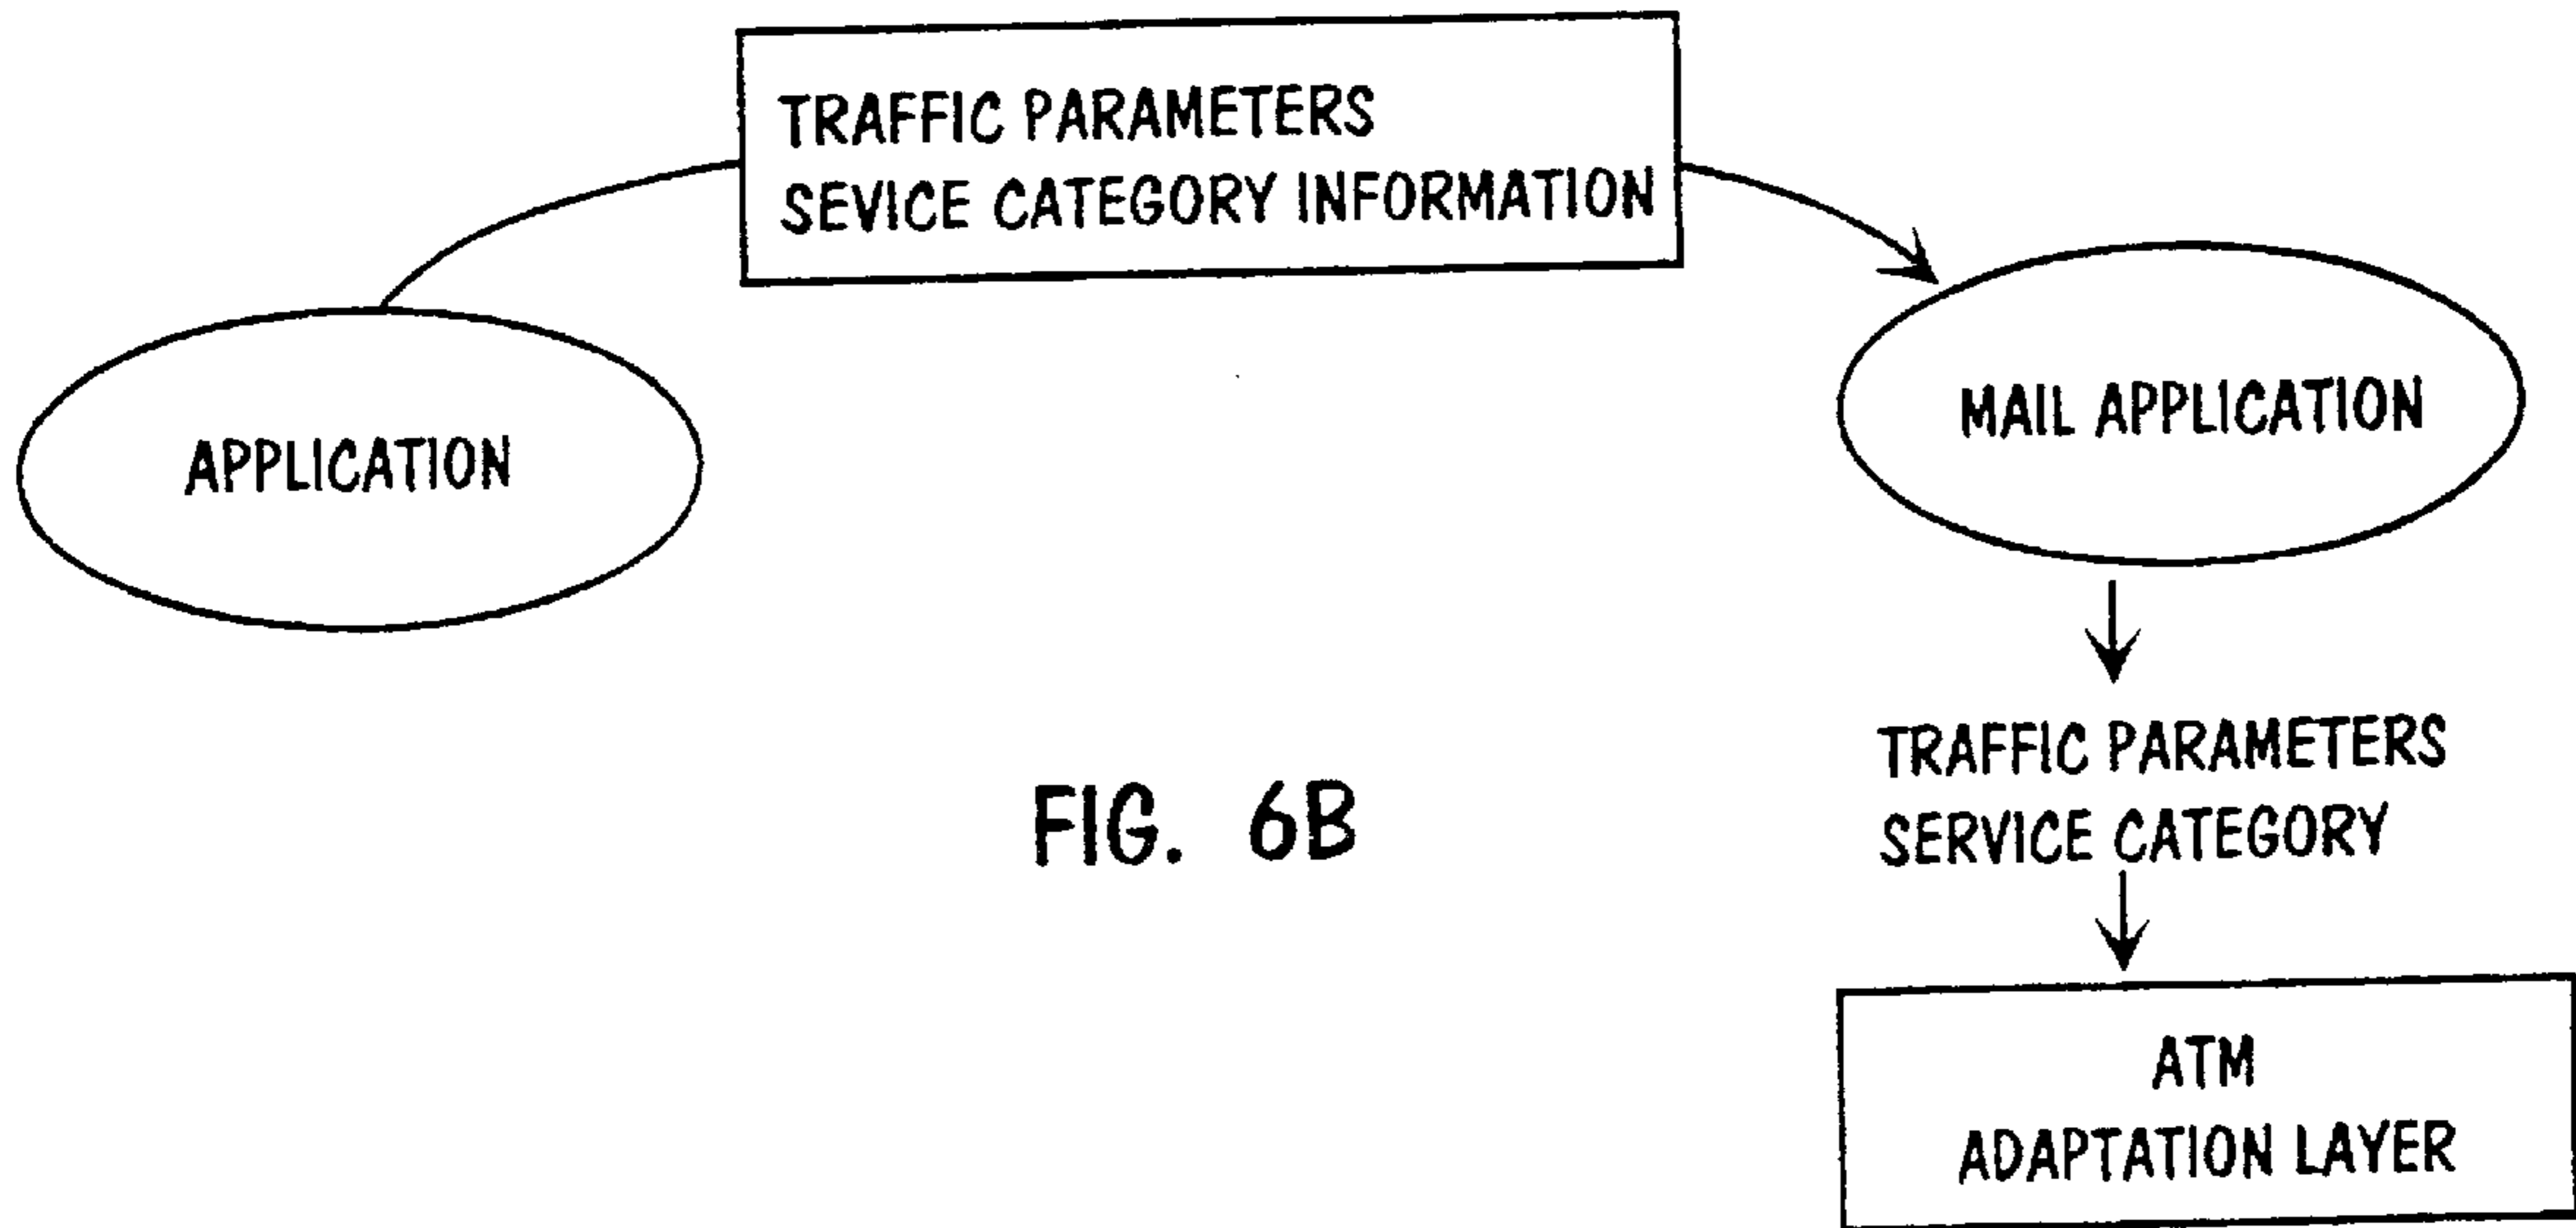 TRAFFIC PARAMETERS
SEVICE CATEGORY INFORMATION
APPLICATION
MAIL APPLICATION
TRAFFIC PARAMETERS
SERVICE CATEGORY
FIG. 6B
ATM
ADAPTATION LAYER